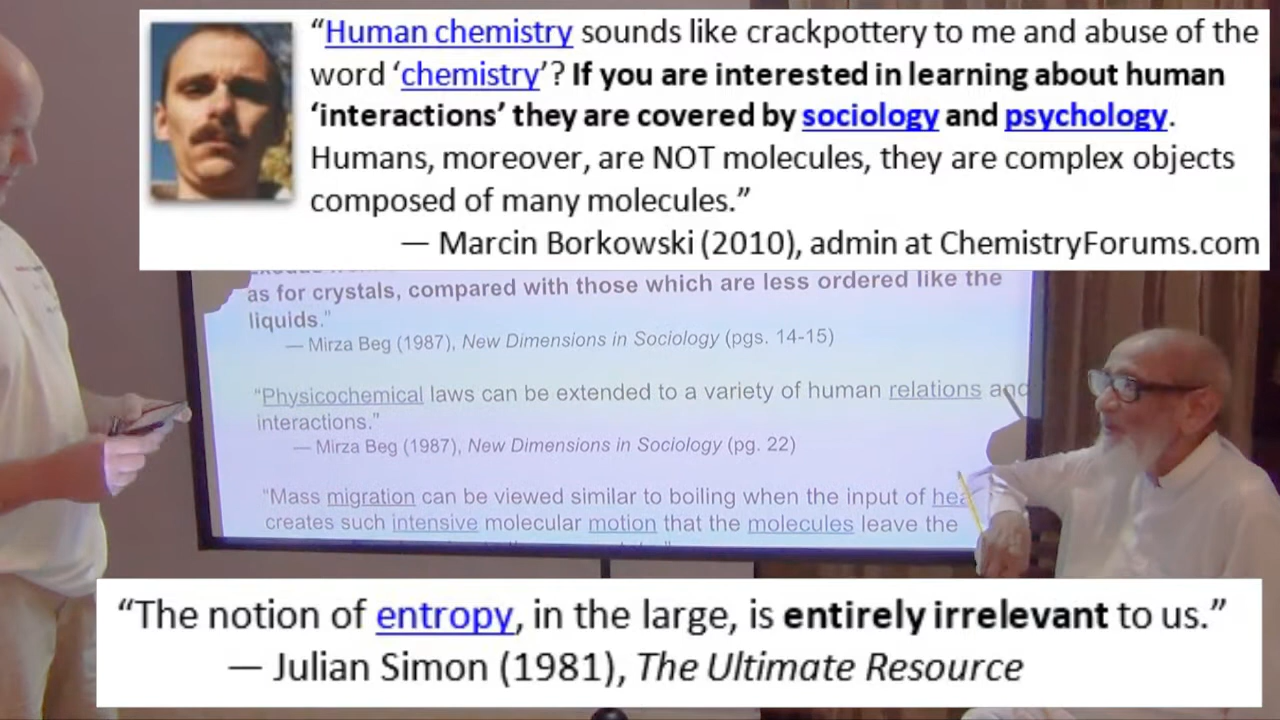 “Human chemistry sounds like crackpottery to me and abuse of the
word ‘chemistry’? If you are interested in learning about human
‘interactions’ they are covered by sociology and psychology.
Humans, moreover, are NOT molecules, they are complex objects
composed of many molecules.”
— Marcin Borkowski (2010), admin at ChemistryForums.com
as for crystals, compared with those which are less ordered like the
liquids."
— Mirza Beg (1987), New Dimensions in Sociology (pgs. 14-15)
“Physicochemical laws can be extended to a variety of human relations and
interactions."
— Mirza Beg (1987), New Dimensions in Sociology (pg. 22)
“Mass migration can be viewed similar to boiling when the input of
creates such intensive molecular motion that the molecules leave the
“The notion of entropy, in the large, is entirely irrelevant to us.”
— Julian Simon (1981), The Ultimate Resource